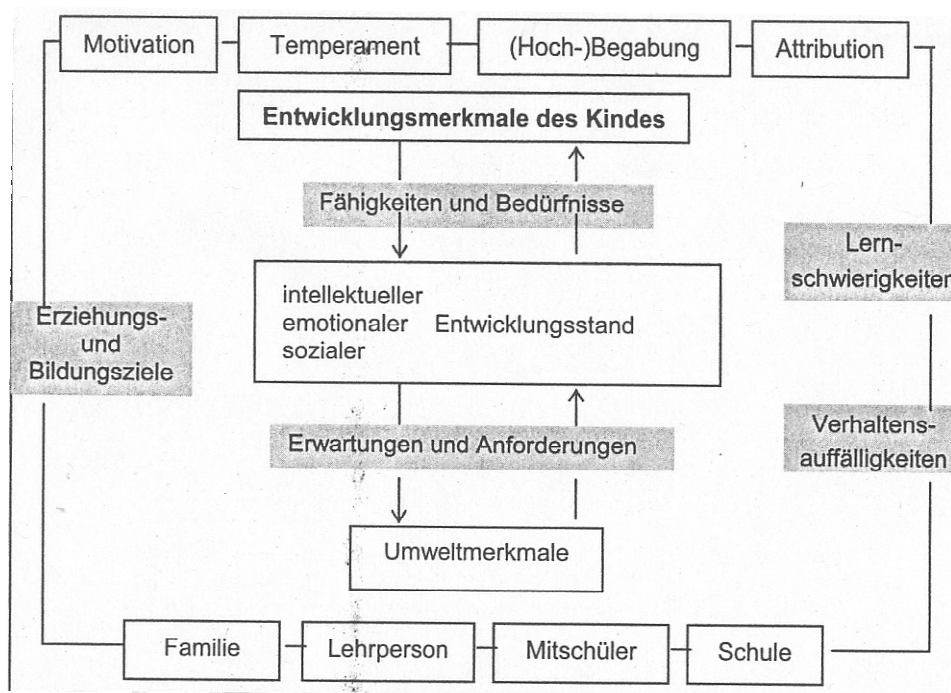 Motivation
Temperament
(Hoch-)Begabung
Attribution
Entwicklungsmerkmale des Kindes
Fähigkeiten und Bedürfnisse
Lern-
schwierigkeiten
intellektueller
emotionaler Entwicklungsstand
sozialer
Erziehungs-
und
Bildungsziele
Erwartungen und Anforderungen
Verhaltens-
auffälligkeiten
Umweltmerkmale
Familie
Lehrperson
Mitschüler
Schule